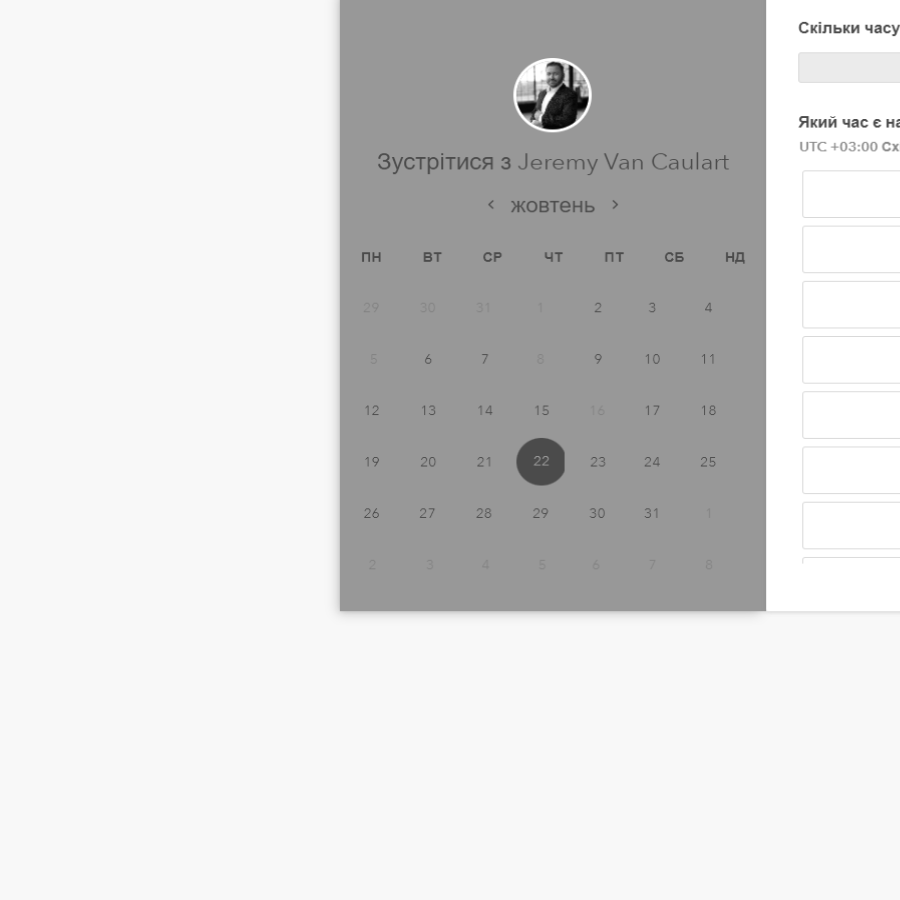 Скільки часу
Який час є на
UTC +03:00 Сх
Зустрітися з Jeremy Van Caulart
< жовтень >
ПН ВТ СР ЧТ ПТ СБ НД
29 30 31 1 2 3 4
5 6 7 8 9 10 11
12 13 14 15 16 17 18
19 20 21 22 23 24 25
26 27 28 29 30 31 1
2 3 4 5 6 7 8